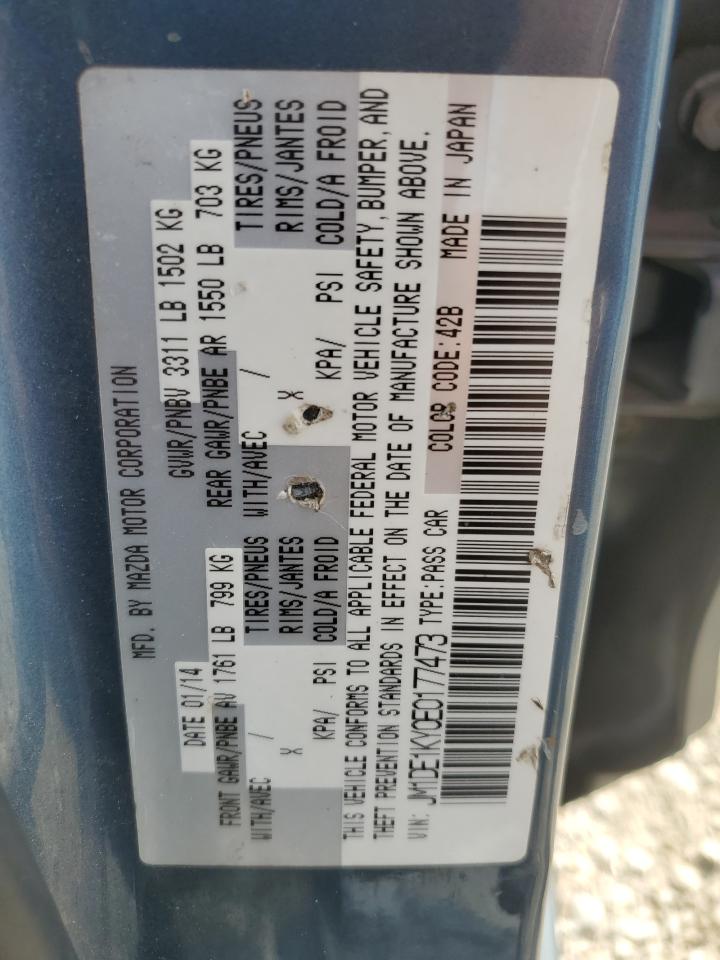 MFD. BY MAZDA MOTOR CORPORATION
DATE 01/14 GVWR/PNBV 3311 LB 1502 KG
FRONT GAWR/PNBE AV 1761 LB 799 KG REAR GAWR/PNBE AR 1550 LB 703 KG
WITH/AVEC / TIRES/PNEUS WITH/AVEC / TIRES/PNEUS
X RIMS/JANTES X RIMS/JANTES
KPA/ PSI COLD/A FROID KPA/ PSI COLD/A FROID
THIS VEHICLE CONFORMS TO ALL APPLICABLE FEDERAL MOTOR VEHICLE SAFETY, BUMPER, AND
THEFT PREVENTION STANDARDS IN EFFECT ON THE DATE OF MANUFACTURE SHOWN ABOVE.
VIN: JM1DE1KY0E0177473 TYPE:PASS CAR COLOR CODE:42B MADE IN JAPAN